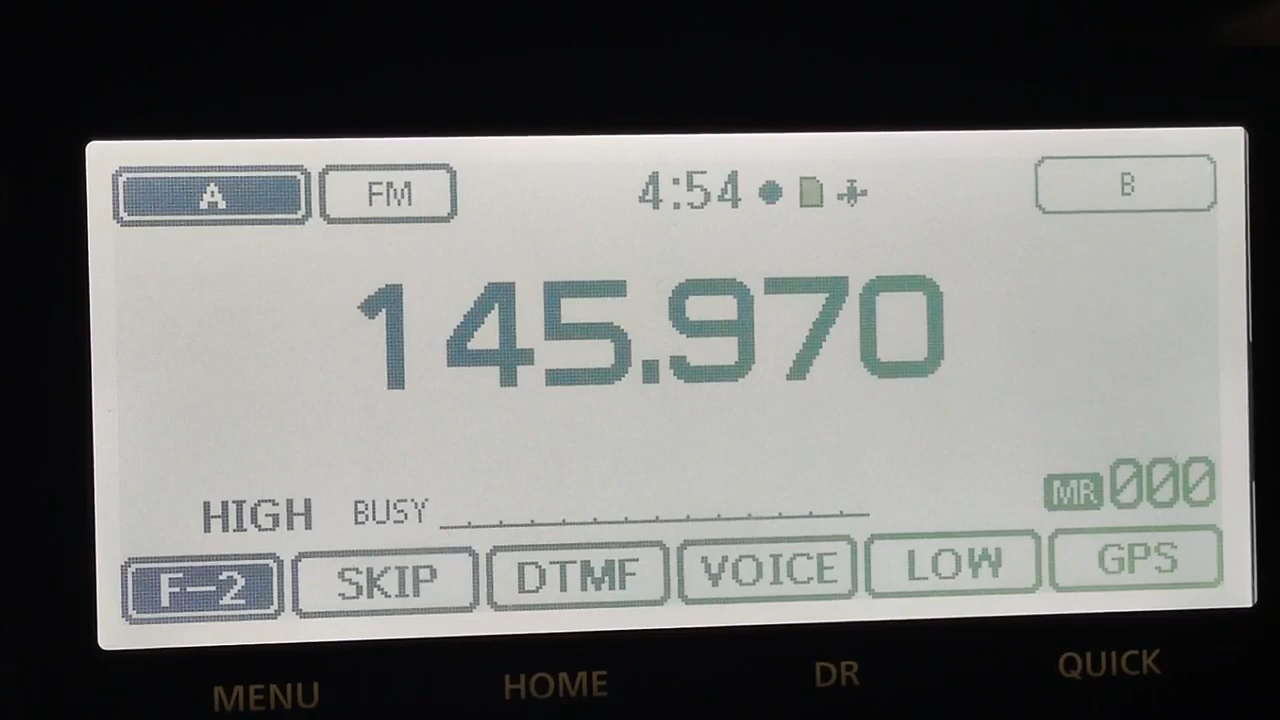 A FM 4:54 B
145.970
HIGH BUSY MR 000
F-2 SKIP DTMF VOICE LOW GPS
MENU HOME DR QUICK